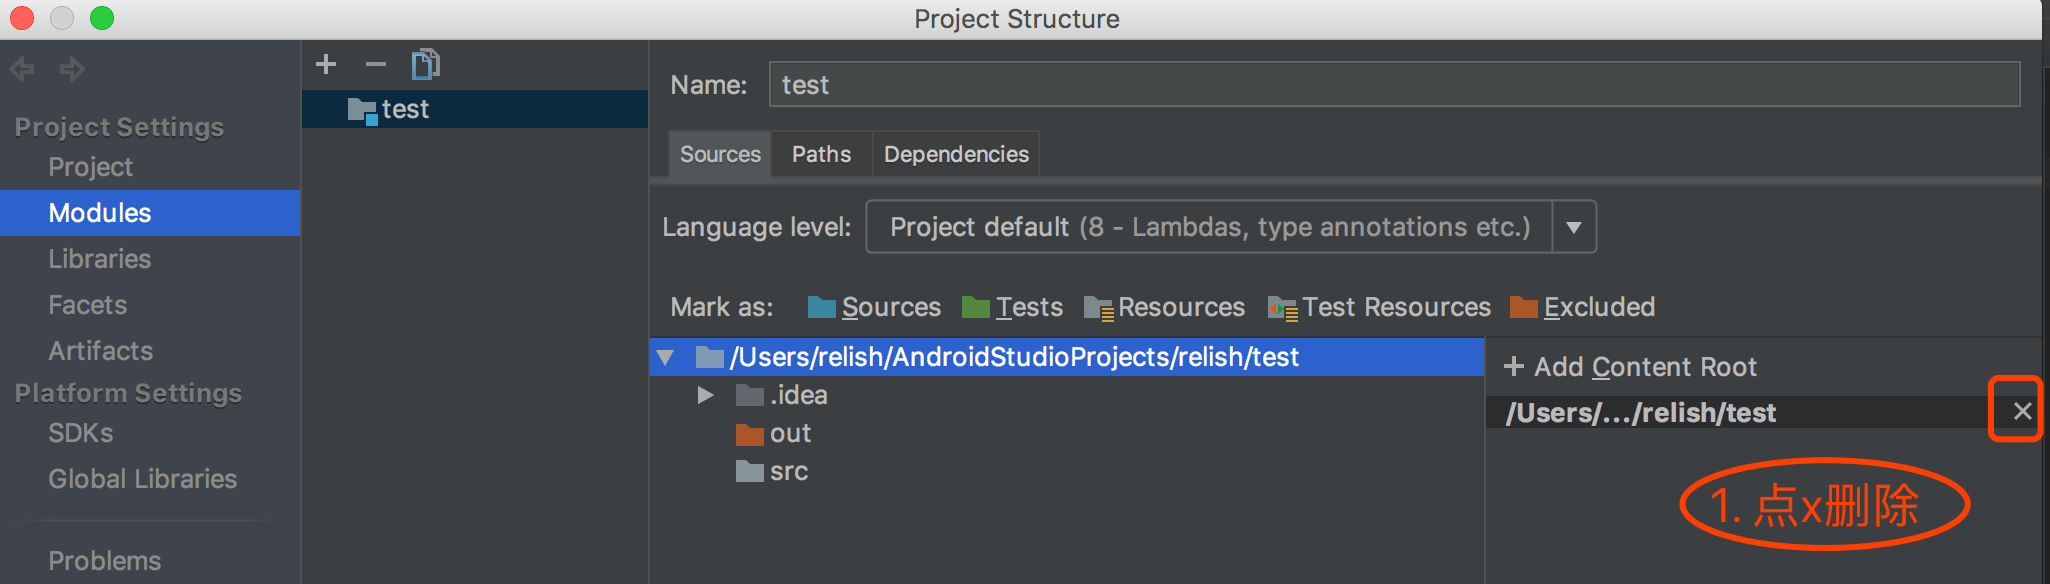 Project Structure
Project Settings
Project
Modules
Libraries
Facets
Artifacts
Platform Settings
SDKs
Global Libraries
Problems
test
Name: test
Sources Paths Dependencies
Language level: Project default (8 - Lambdas, type annotations etc.)
Mark as: Sources Tests Resources Test Resources Excluded
/Users/relish/AndroidStudioProjects/relish/test
.idea
out
src
+ Add Content Root
/Users/.../relish/test ×
1. 点x删除